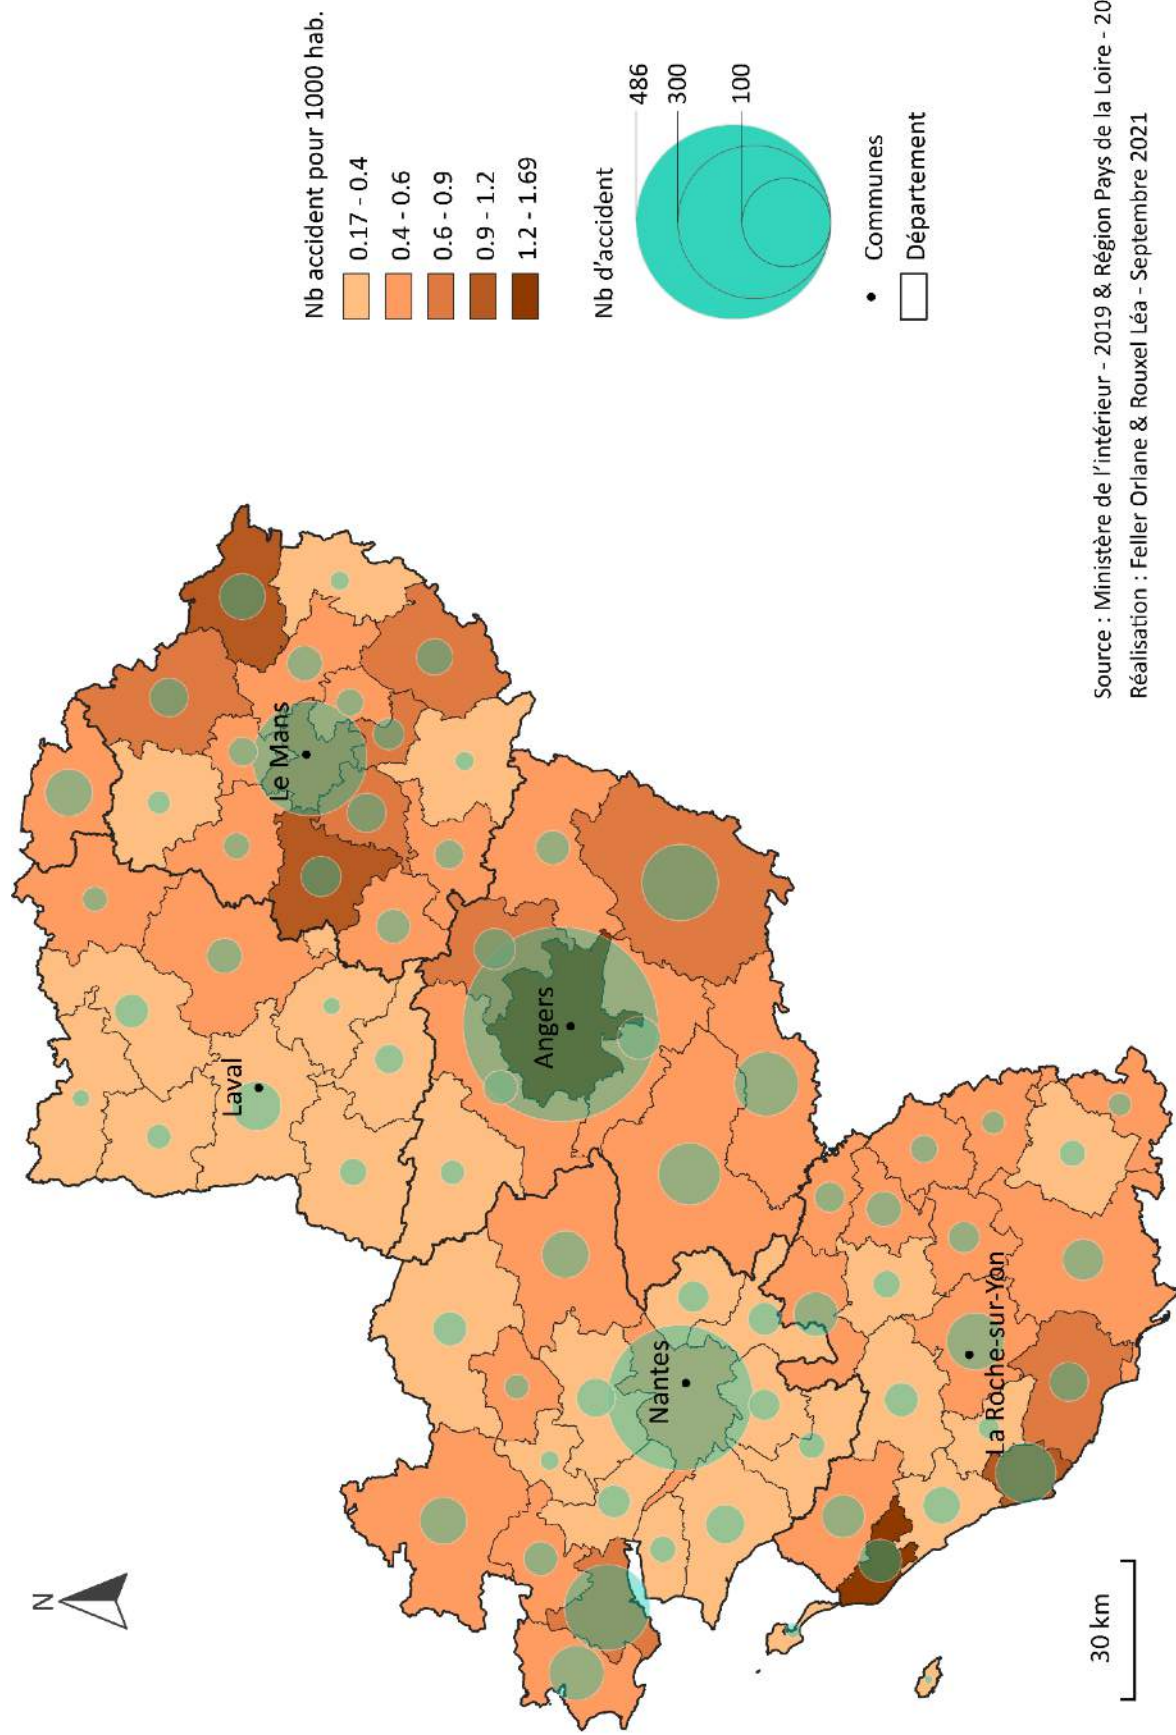 N
Laval
Le Mans
Angers
Nantes
La Roche-sur-Yon
30 km
Nb accident pour 1000 hab.
0.17 - 0.4
0.4 - 0.6
0.6 - 0.9
0.9 - 1.2
1.2 - 1.69
Nb d'accident
486
300
100
Communes
Département
Source : Ministère de l'intérieur - 2019 & Région Pays de la Loire - 20
Réalisation : Feller Orlane & Rouxel Léa - Septembre 2021